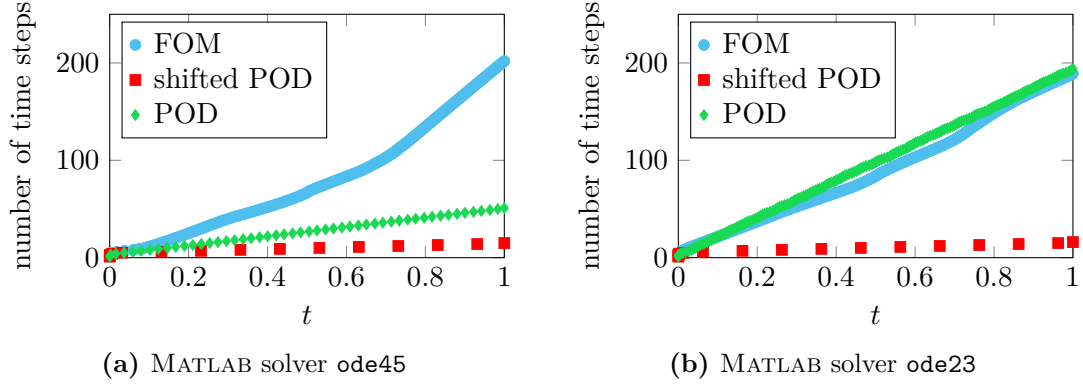 number of time steps
200
100
0
FOM
shifted POD
POD
0 0.2 0.4 0.6 0.8 1
t
(a) MATLAB solver ode45
number of time steps
200
100
0
FOM
shifted POD
POD
0 0.2 0.4 0.6 0.8 1
t
(b) MATLAB solver ode23